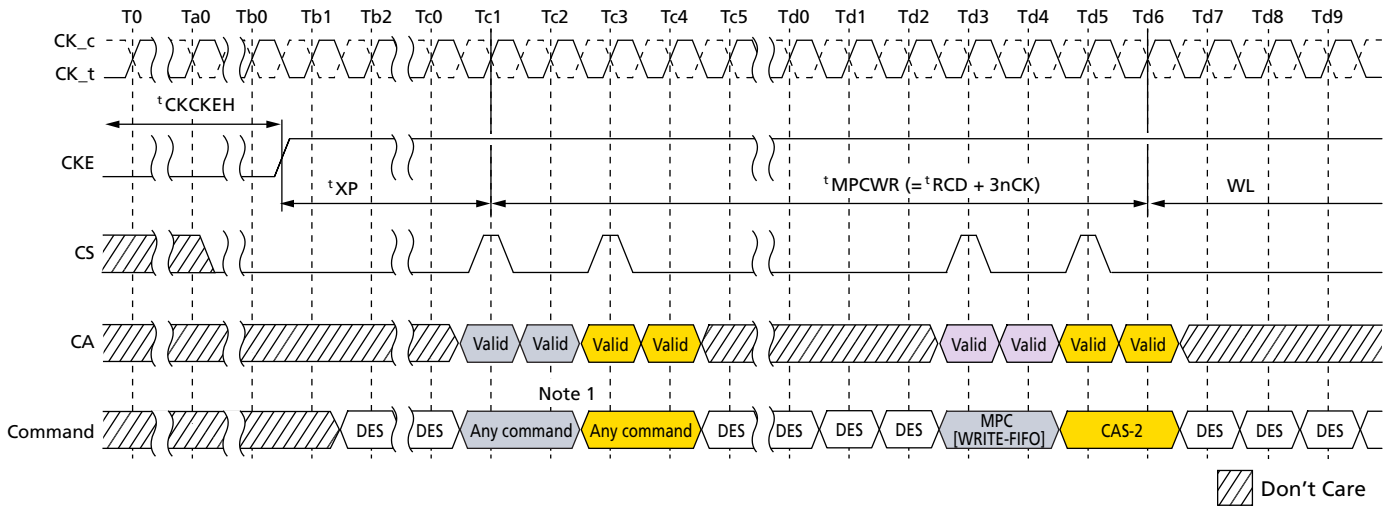 T0 Ta0 Tb0 Tb1 Tb2 Tc0 Tc1 Tc2 Tc3 Tc4 Tc5 Td0 Td1 Td2 Td3 Td4 Td5 Td6 Td7 Td8 Td9
CK_c
CK_t
tCKCKEH
CKE
tXP
tMPCWR (= tRCD + 3nCK)
WL
CS
CA
Valid Valid Valid Valid Valid Valid Valid Valid
Note 1
Command
DES DES Any command Any command DES DES DES DES MPC [WRITE-FIFO] CAS-2 DES DES DES
Don't Care